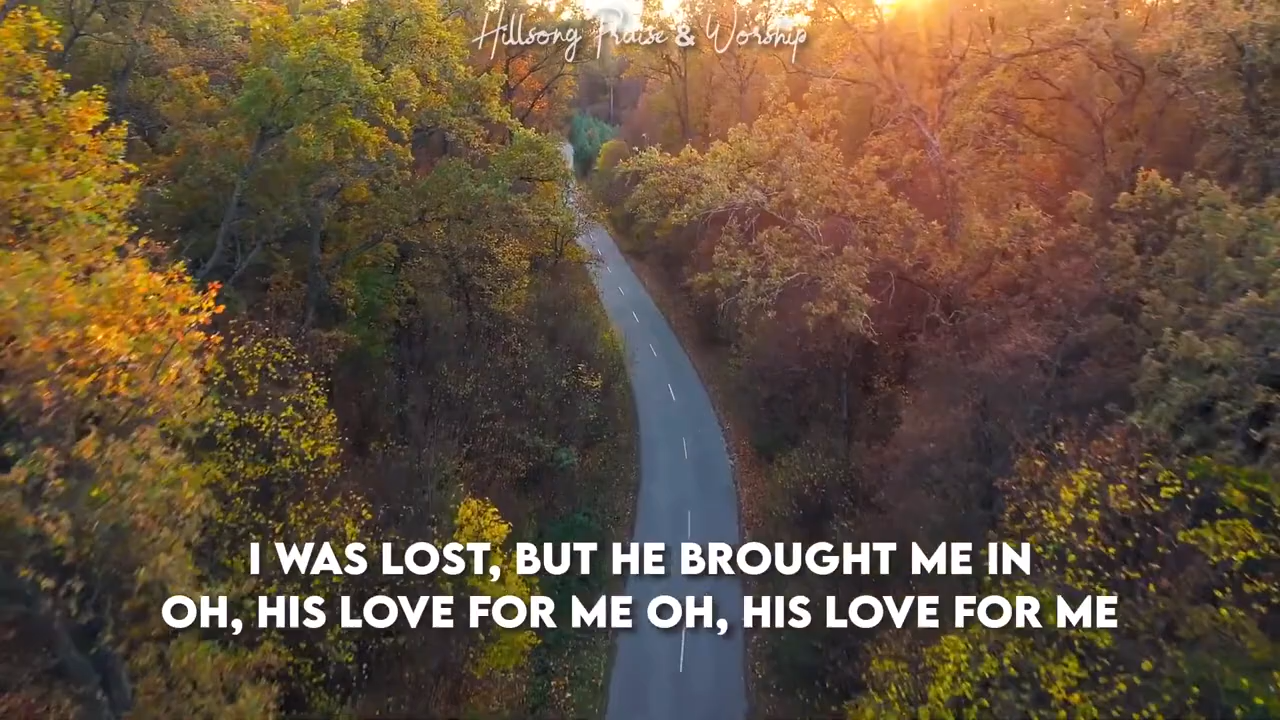 Hillsong Praise & Worship
I WAS LOST, BUT HE BROUGHT ME IN
OH, HIS LOVE FOR ME OH, HIS LOVE FOR ME